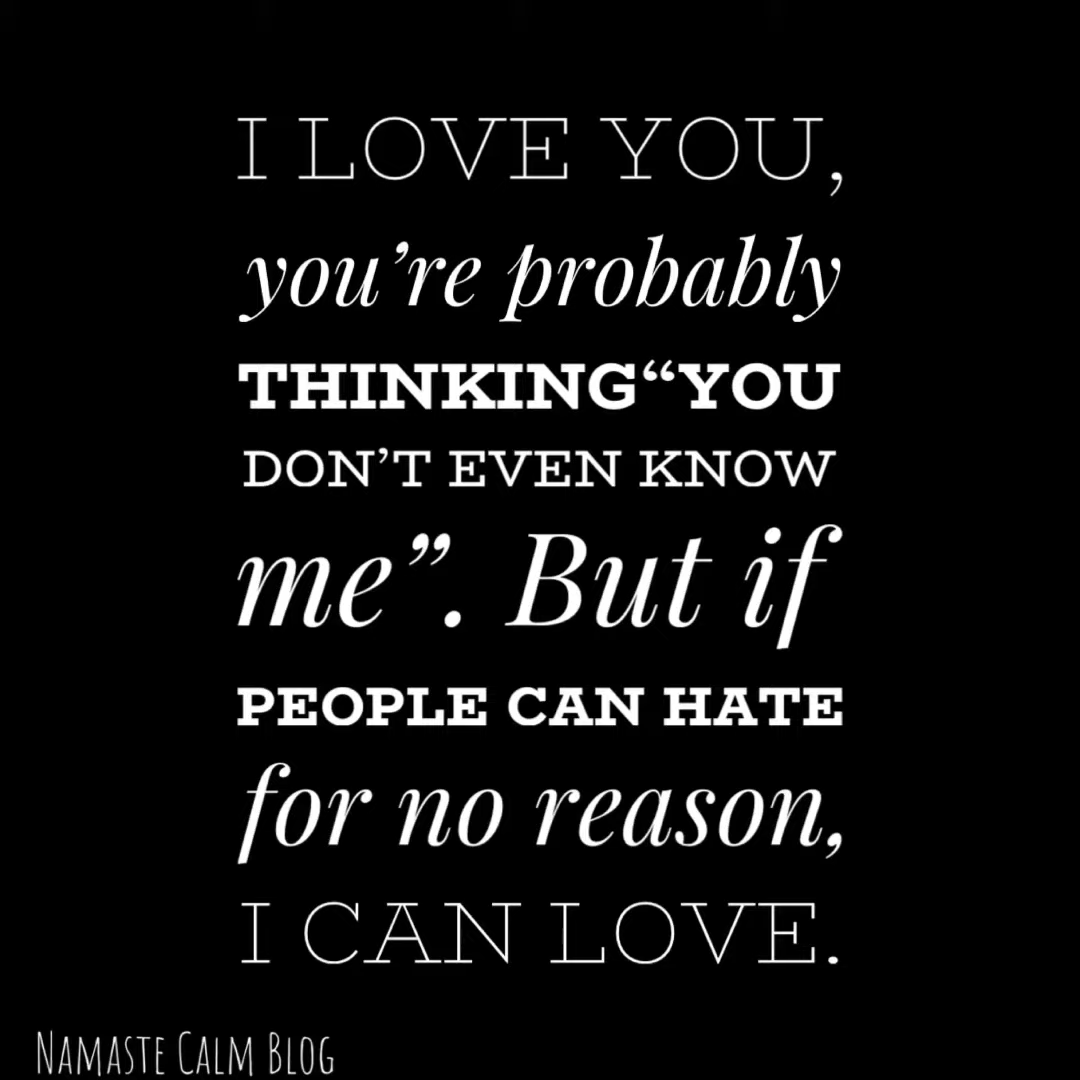 I LOVE YOU,
you’re probably
THINKING“YOU
DON’T EVEN KNOW
me”. But if
PEOPLE CAN HATE
for no reason,
I CAN LOVE.
NAMASTE CALM BLOG